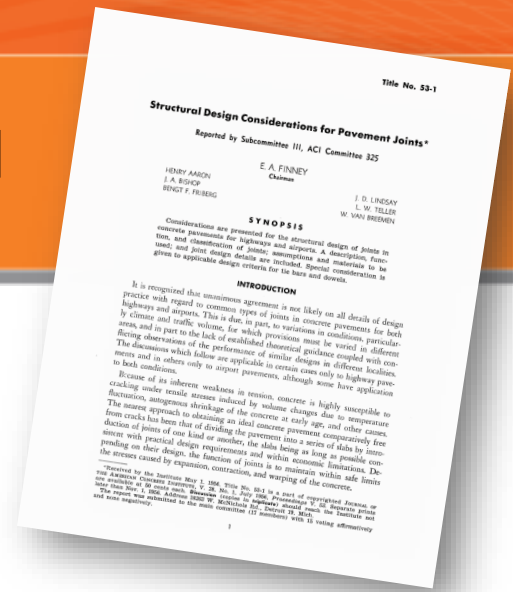 Title No. 53-1
Structural Design Considerations for Pavement Joints*
Reported by Subcommittee III, ACI Committee 325
E. A. FINNEY
Chairman
HENRY AARON
J. A. BISHOP
BENGT F. FRIBERG
J. D. LINDSAY
L. W. TELLER
W. VAN BREEMEN
SYNOPSIS
Considerations are presented for the structural design of joints in
concrete pavements for highways and airports. A description, func-
tion, and classification of joints; assumptions and materials to be
used; and joint design details are included. Special consideration is
given to applicable design criteria for tie bars and dowels.
INTRODUCTION
It is recognized that unanimous agreement is not likely on all details of design
practice with regard to common types of joints in concrete pavements for both
highways and airports. This is due, in part, to variations in conditions, particular-
ly climate and traffic volume, for which provisions must be varied in different
areas, and in part to the lack of established theoretical guidance coupled with con-
flicting observations of the performance of similar designs in different localities.
The discussions which follow are applicable in certain cases only to highway pave-
ments and in others only to airport pavements, although some have application
to both conditions.
Because of its inherent weakness in tension, concrete is highly susceptible to
cracking under tensile stresses induced by volume changes due to temperature
fluctuation, autogenous shrinkage of the concrete at early age, and other causes.
The nearest approach to obtaining an ideal concrete pavement comparatively free
from cracks has been that of dividing the pavement into a series of slabs by intro-
duction of joints of one kind or another, the slabs being as long as possible con-
sistent with practical design requirements and within economic limitations. De-
pending on their design, the function of joints is to maintain within safe limits
the stresses caused by expansion, contraction, and warping of the concrete.
*Received by the Institute May 1, 1956. Title No. 53-1 is a part of copyrighted JOURNAL OF
THE AMERICAN CONCRETE INSTITUTE, V. 28, No. 1, July 1956, Proceedings V. 53. Separate prints
are available at 50 cents each. Discussion (copies in triplicate) should reach the Institute not
later than Nov. 1, 1956. Address 18263 W. McNichols Rd., Detroit 19, Mich.
The report was submitted to the main committee (17 members) with 15 voting affirmatively
and none negatively.
1